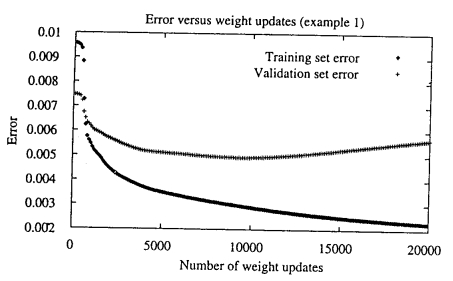 Error versus weight updates (example 1)
0.01
0.009
0.008
0.007
0.006
0.005
0.004
0.003
0.002
Error
Training set error
Validation set error
0
5000
10000
15000
20000
Number of weight updates